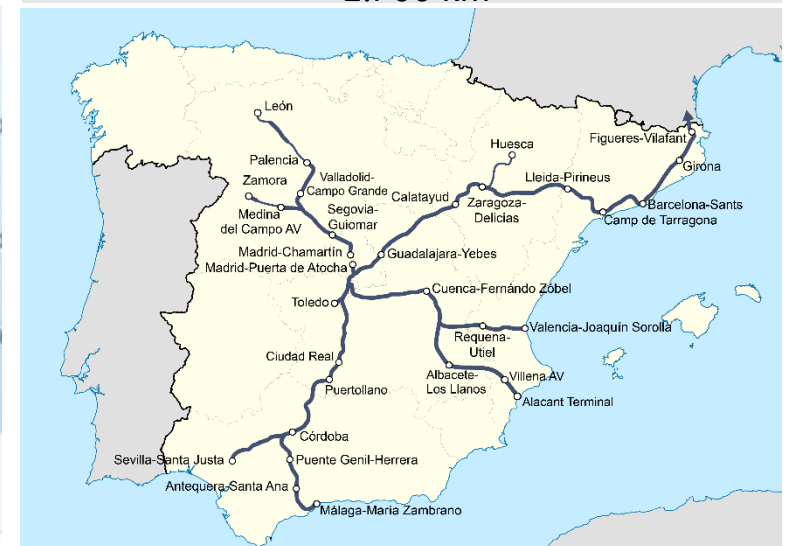 León
Huesca
Figueres-Vilafant
Palencia
Girona
Zamora
Valladolid-
Campo Grande
Lleida-Pirineus
Calatayud
Zaragoza-
Delicias
Barcelona-Sants
Medina
del Campo AV
Segovia-
Guiomar
Camp de Tarragona
Madrid-Chamartín
Guadalajara-Yebes
Madrid-Puerta de Atocha
Cuenca-Fernándo Zóbel
Toledo
Valencia-Joaquín Sorolla
Requena-
Utiel
Ciudad Real
Albacete-
Los Llanos
Villena AV
Puertollano
Alacant Terminal
Córdoba
Sevilla-Santa Justa
Puente Genil-Herrera
Antequera-Santa Ana
Málaga-María Zambrano